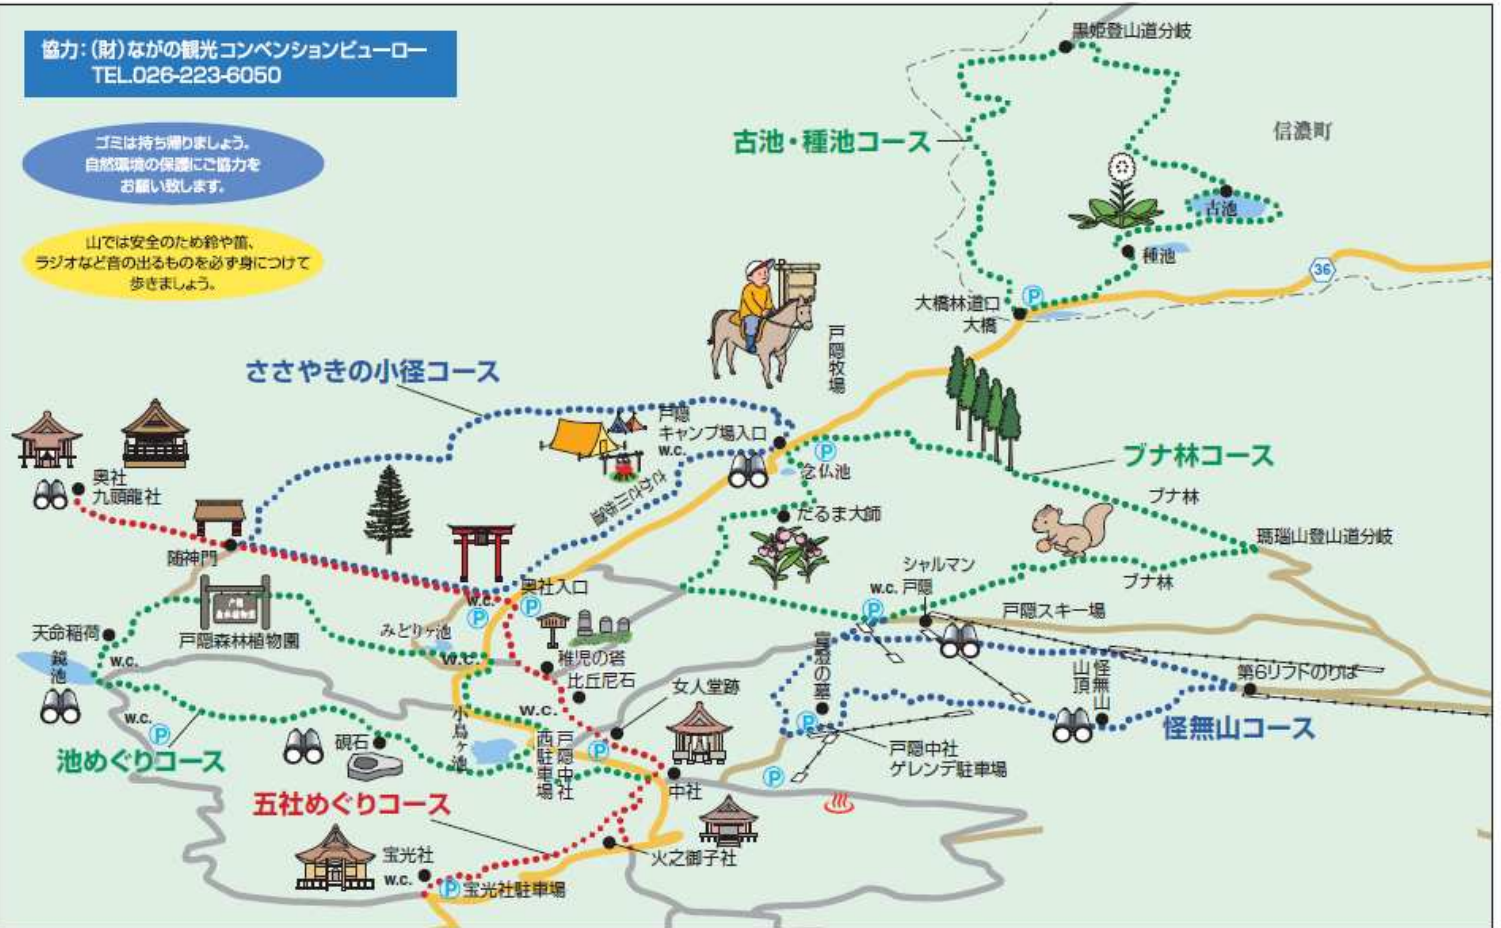 協力：（財）ながの観光コンベンションビューロー
TEL.026-223-6050
ゴミは持ち帰りましょう。
自然環境の保護にご協力を
お願い致します。
山では安全のため鈴や笛、
ラジオなど音の出るものを必ず身につけて
歩きましょう。
黒姫登山道分岐
古池・種池コース
信濃町
古池
種池
36
大橋林道口
大橋
P
戸隠牧場
ささやきの小径コース
戸隠
キャンプ場入口
w.c.
P
念仏池
さかさ川歩道
だるま大師
ブナ林コース
ブナ林
瑪瑙山登山道分岐
ブナ林
奥社
九頭龍社
随神門
戸隠
森林植物園
戸隠森林植物園
天命稲荷
鏡池
w.c.
w.c.
P
池めぐりコース
硯石
みどりヶ池
w.c.
P
奥社入口
P
w.c.
稚児の塔
比丘尼石
w.c.
女人堂跡
小鳥ヶ池
戸隠中社
西駐車場
P
中社
五社めぐりコース
宝光社
w.c.
P
宝光社駐車場
火之御子社
シャルマン
戸隠
w.c.
P
戸隠スキー場
怪無山
山頂
第6リフトのりば
怪無山コース
P
戸隠中社
ゲレンデ駐車場
P